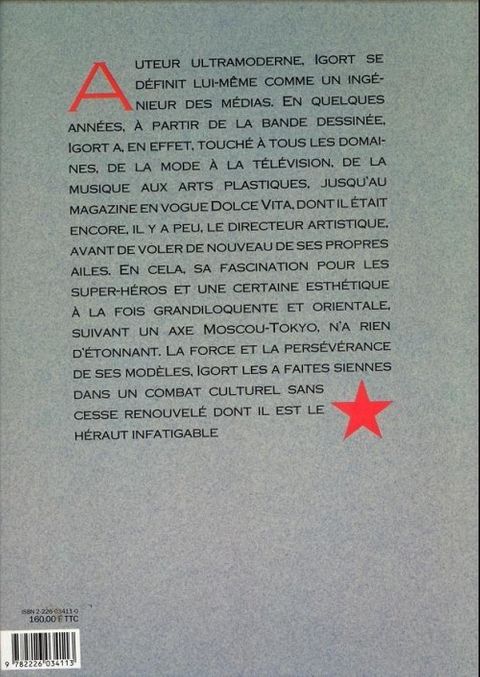 AUTEUR ULTRAMODERNE, IGORT SE
DÉFINIT LUI-MÊME COMME UN INGÉ-
NIEUR DES MÉDIAS. EN QUELQUES
ANNÉES, À PARTIR DE LA BANDE DESSINÉE,
IGORT A, EN EFFET, TOUCHÉ À TOUS LES DOMAI-
NES, DE LA MODE À LA TÉLÉVISION, DE LA
MUSIQUE AUX ARTS PLASTIQUES, JUSQU'AU
MAGAZINE EN VOGUE DOLCE VITA, DONT IL ÉTAIT
ENCORE, IL Y A PEU, LE DIRECTEUR ARTISTIQUE,
AVANT DE VOLER DE NOUVEAU DE SES PROPRES
AILES. EN CELA, SA FASCINATION POUR LES
SUPER-HÉROS ET UNE CERTAINE ESTHÉTIQUE
À LA FOIS GRANDILOQUENTE ET ORIENTALE,
SUIVANT UN AXE MOSCOU-TOKYO, N'A RIEN
D'ÉTONNANT. LA FORCE ET LA PERSÉVÉRANCE
DE SES MODÈLES, IGORT LES A FAITES SIENNES
DANS UN COMBAT CULTUREL SANS
CESSE RENOUVELÉ DONT IL EST LE
HÉRAUT INFATIGABLE
ISBN 2-226-03411-0
160,00 F TTC
9 782226 034113